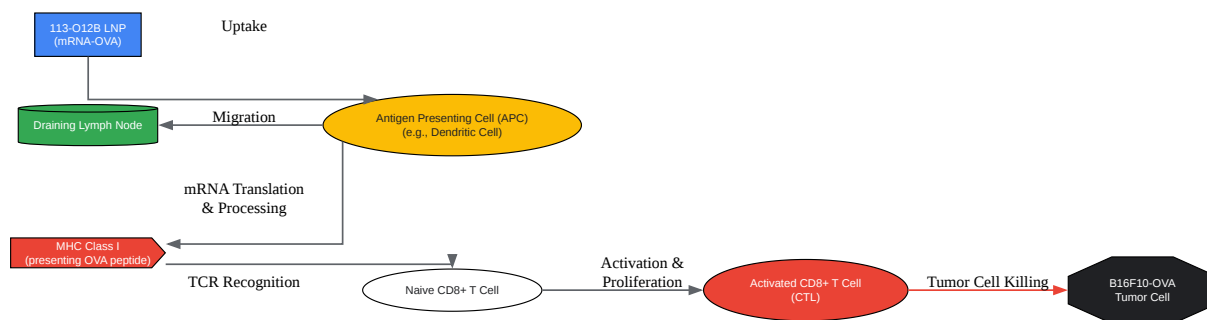 113-O12B LNP
(mRNA-OVA)
Uptake
Draining Lymph Node
Migration
Antigen Presenting Cell (APC)
(e.g., Dendritic Cell)
mRNA Translation
& Processing
MHC Class I
(presenting OVA peptide)
TCR Recognition
Naive CD8+ T Cell
Activation &
Proliferation
Activated CD8+ T Cell
(CTL)
Tumor Cell Killing
B16F10-OVA
Tumor Cell